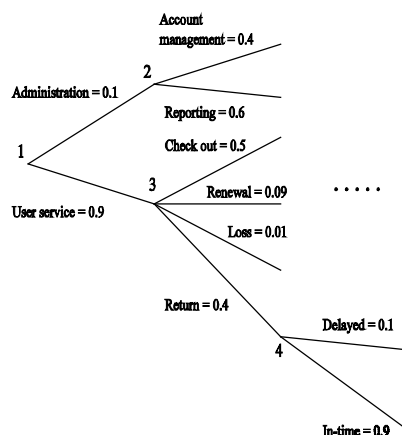 Account
management = 0.4
2
Administration = 0.1
Reporting = 0.6
Check out = 0.5
1
3
Renewal = 0.09
.....
User service = 0.9
Loss = 0.01
Return = 0.4
Delayed = 0.1
4
In-time = 0.9